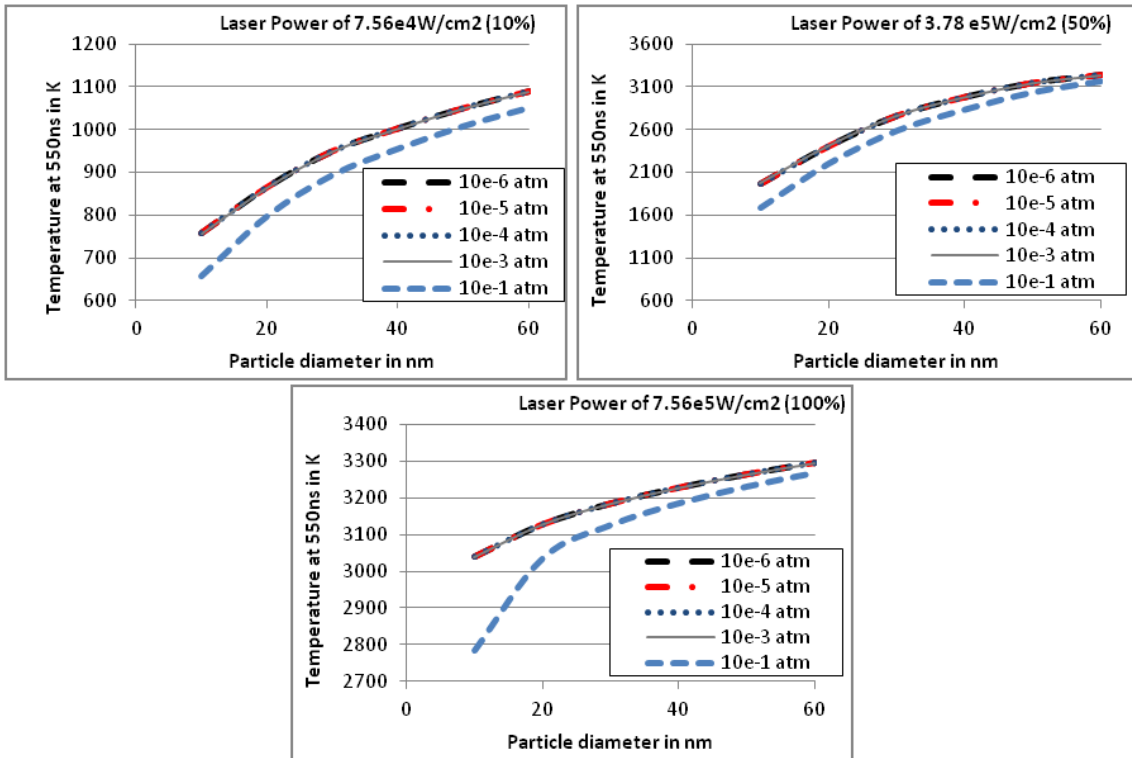 Laser Power of 7.56e4W/cm2 (10%)
Temperature at 550ns in K
1200
1100
1000
900
800
700
600
0
20
40
60
Particle diameter in nm
10e-6 atm
10e-5 atm
10e-4 atm
10e-3 atm
10e-1 atm
Laser Power of 3.78 e5W/cm2 (50%)
Temperature at 550ns in K
3600
3100
2600
2100
1600
1100
600
0
20
40
60
Particle diameter in nm
10e-6 atm
10e-5 atm
10e-4 atm
10e-3 atm
10e-1 atm
Laser Power of 7.56e5W/cm2 (100%)
Temperature at 550ns in K
3400
3300
3200
3100
3000
2900
2800
2700
0
20
40
60
Particle diameter in nm
10e-6 atm
10e-5 atm
10e-4 atm
10e-3 atm
10e-1 atm